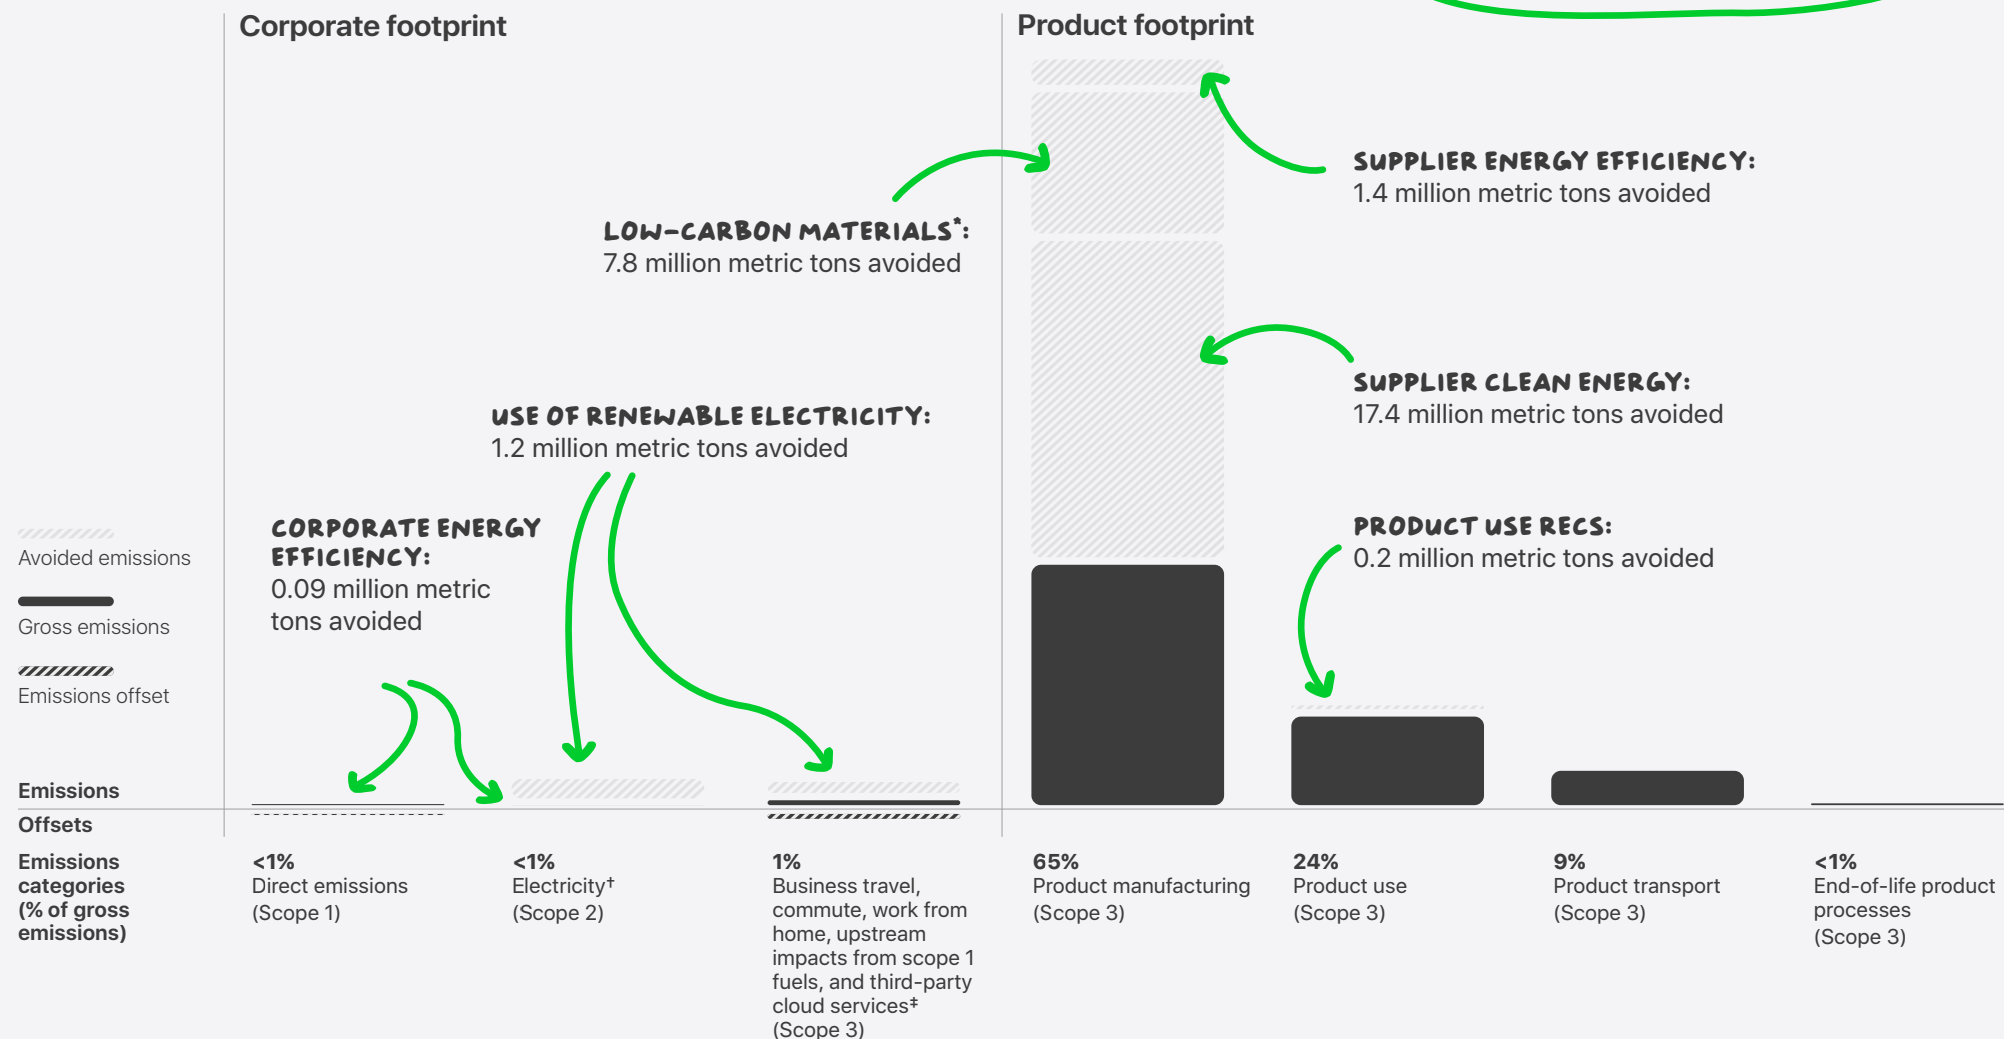 Corporate footprint
Product footprint
SUPPLIER ENERGY EFFICIENCY:
1.4 million metric tons avoided
LOW-CARBON MATERIALS*:
7.8 million metric tons avoided
SUPPLIER CLEAN ENERGY:
17.4 million metric tons avoided
USE OF RENEWABLE ELECTRICITY:
1.2 million metric tons avoided
CORPORATE ENERGY
EFFICIENCY:
0.09 million metric
tons avoided
PRODUCT USE RECS:
0.2 million metric tons avoided
Avoided emissions
Gross emissions
Emissions offset
Emissions
Offsets
Emissions
categories
(% of gross
emissions)
<1%
Direct emissions
(Scope 1)
<1%
Electricity†
(Scope 2)
1%
Business travel,
commute, work from
home, upstream
impacts from scope 1
fuels, and third-party
cloud services‡
(Scope 3)
65%
Product manufacturing
(Scope 3)
24%
Product use
(Scope 3)
9%
Product transport
(Scope 3)
<1%
End-of-life product
processes
(Scope 3)